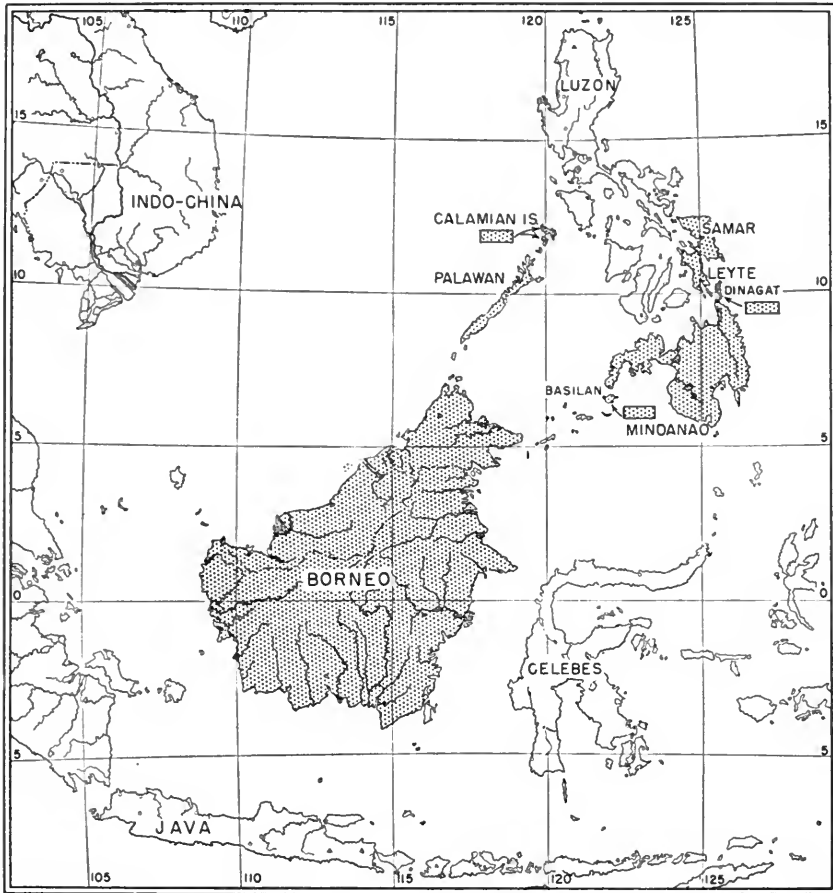 105 110 115 120 125
LUZON
15 15
INDO-CHINA
CALAMIAN IS
SAMAR
PALAWAN
LEYTE
10 10
DINAGAT
BASILAN
MINDANAO
5 5
BORNEO
0 0
CELEBES
5 5
JAVA
105 110 115 120 125